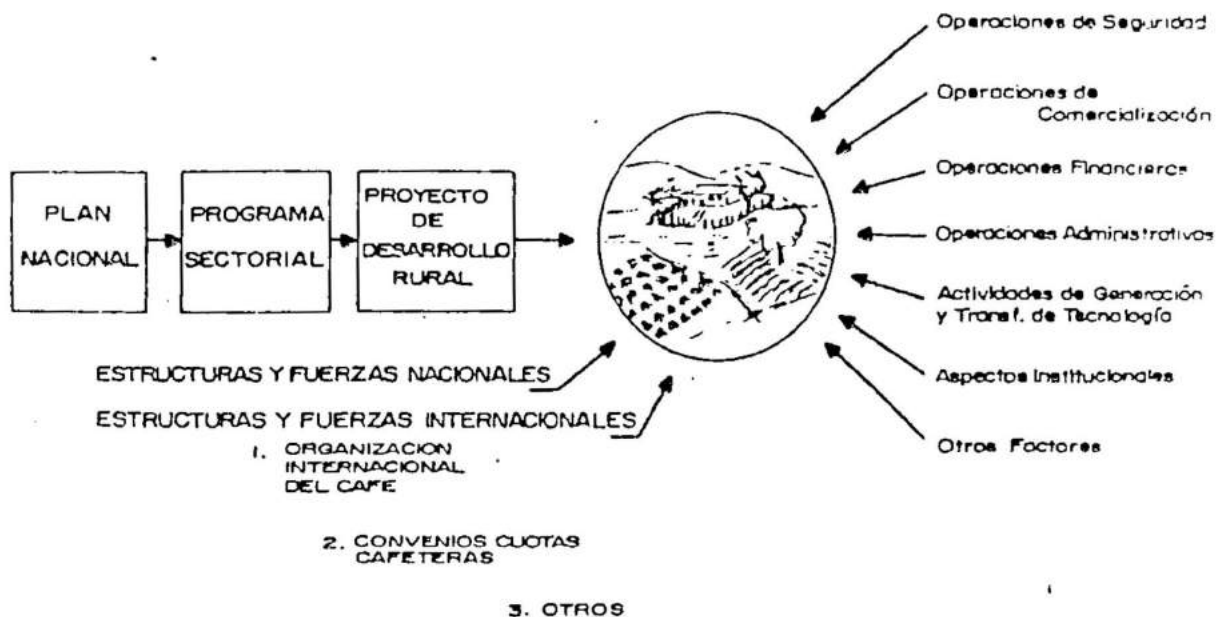 Operaciones de Seguridad
Operaciones de
Comercialización
Operaciones Financieras
Operaciones Administrativas
Actividades de Generación
y Transf. de Tecnología
Aspectos Institucionales
Otros Factores
PLAN
NACIONAL
PROGRAMA
SECTORIAL
PROYECTO
DE
DESARROLLO
RURAL
ESTRUCTURAS Y FUERZAS NACIONALES
ESTRUCTURAS Y FUERZAS INTERNACIONALES
1. ORGANIZACION
INTERNACIONAL
DEL CAFE
2. CONVENIOS CUOTAS
CAFETERAS
3. OTROS